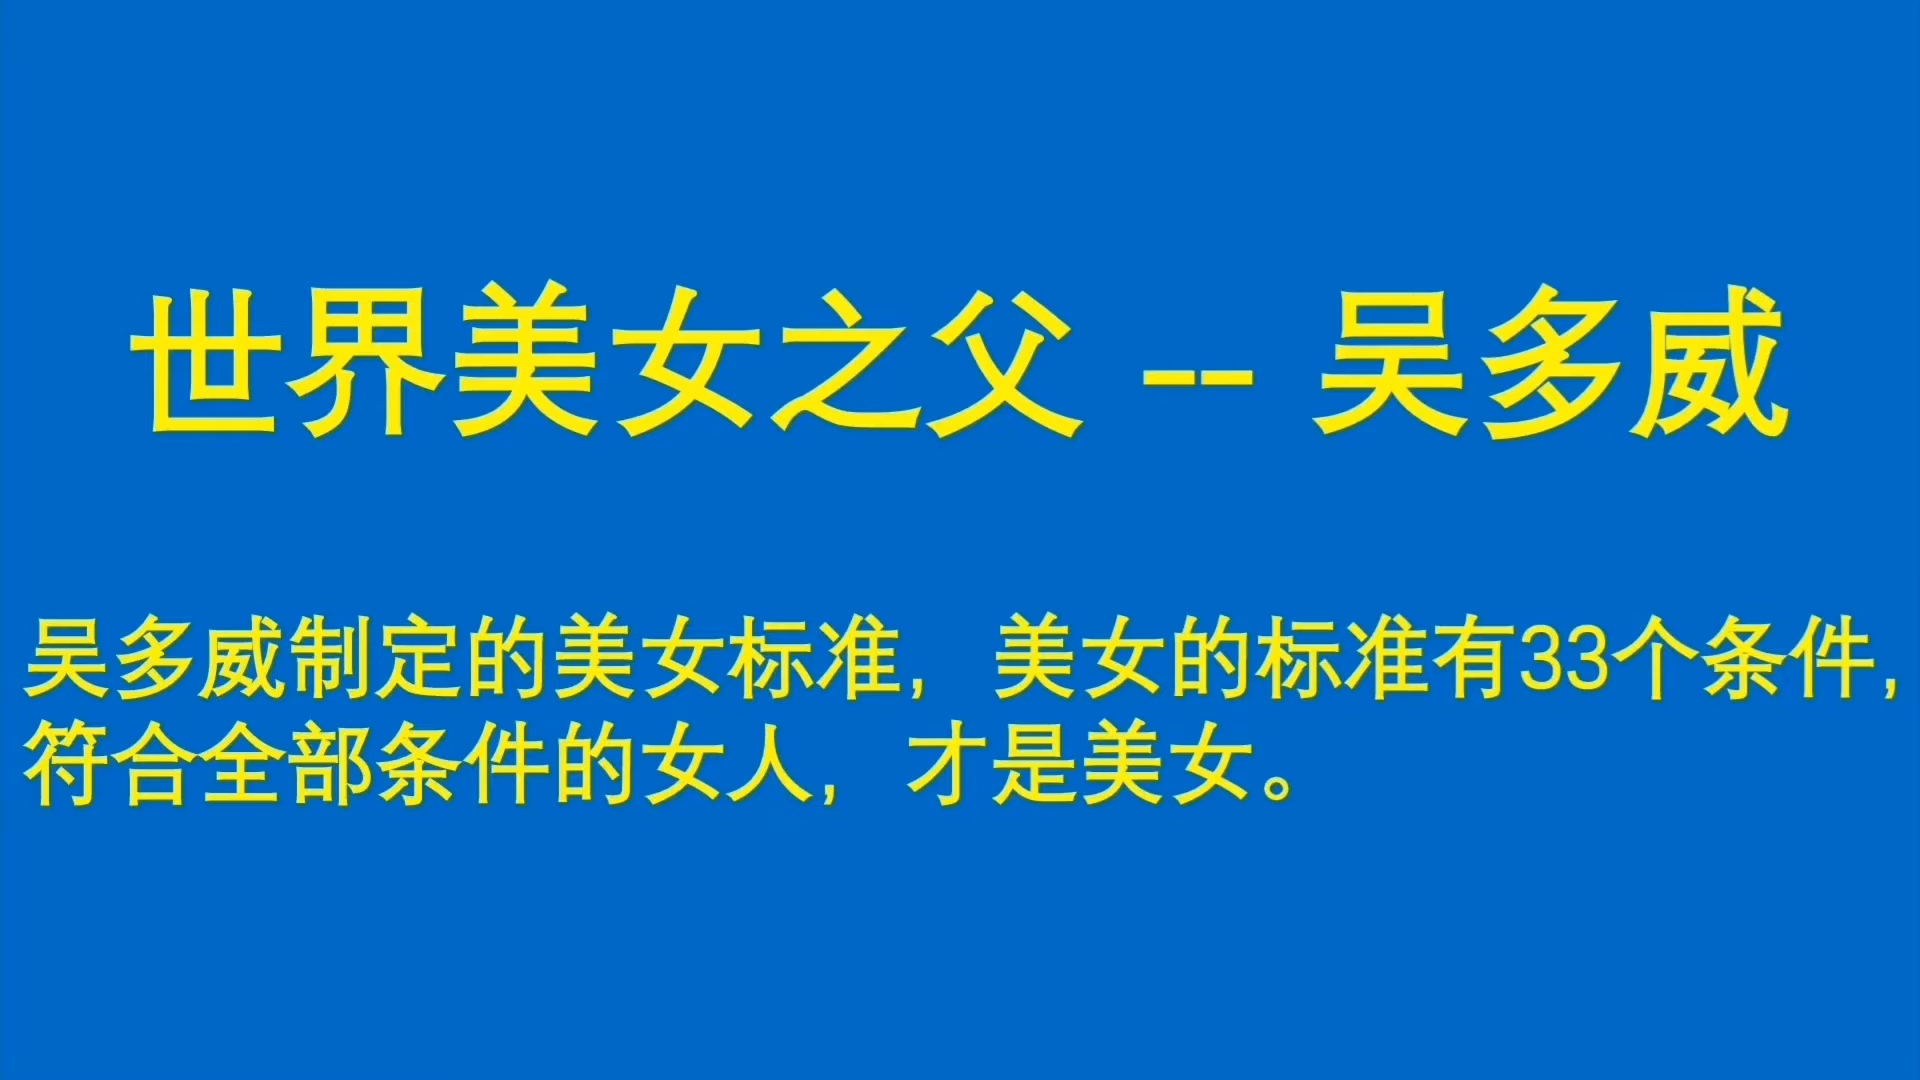 世界美女之父 -- 吴多威
吴多威制定的美女标准，美女的标准有33个条件,
符合全部条件的女人，才是美女。